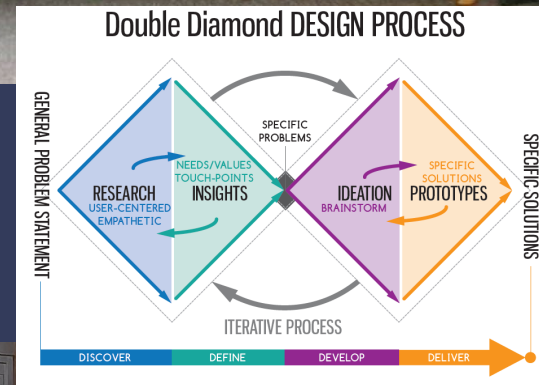 Double Diamond DESIGN PROCESS
GENERAL PROBLEM STATEMENT
SPECIFIC
PROBLEMS
RESEARCH
USER-CENTERED
EMPATHETIC
NEEDS/VALUES
TOUCH-POINTS
INSIGHTS
IDEATION
BRAINSTORM
SPECIFIC
SOLUTIONS
PROTOTYPES
SPECIFIC SOLUTIONS
ITERATIVE PROCESS
DISCOVER
DEFINE
DEVELOP
DELIVER